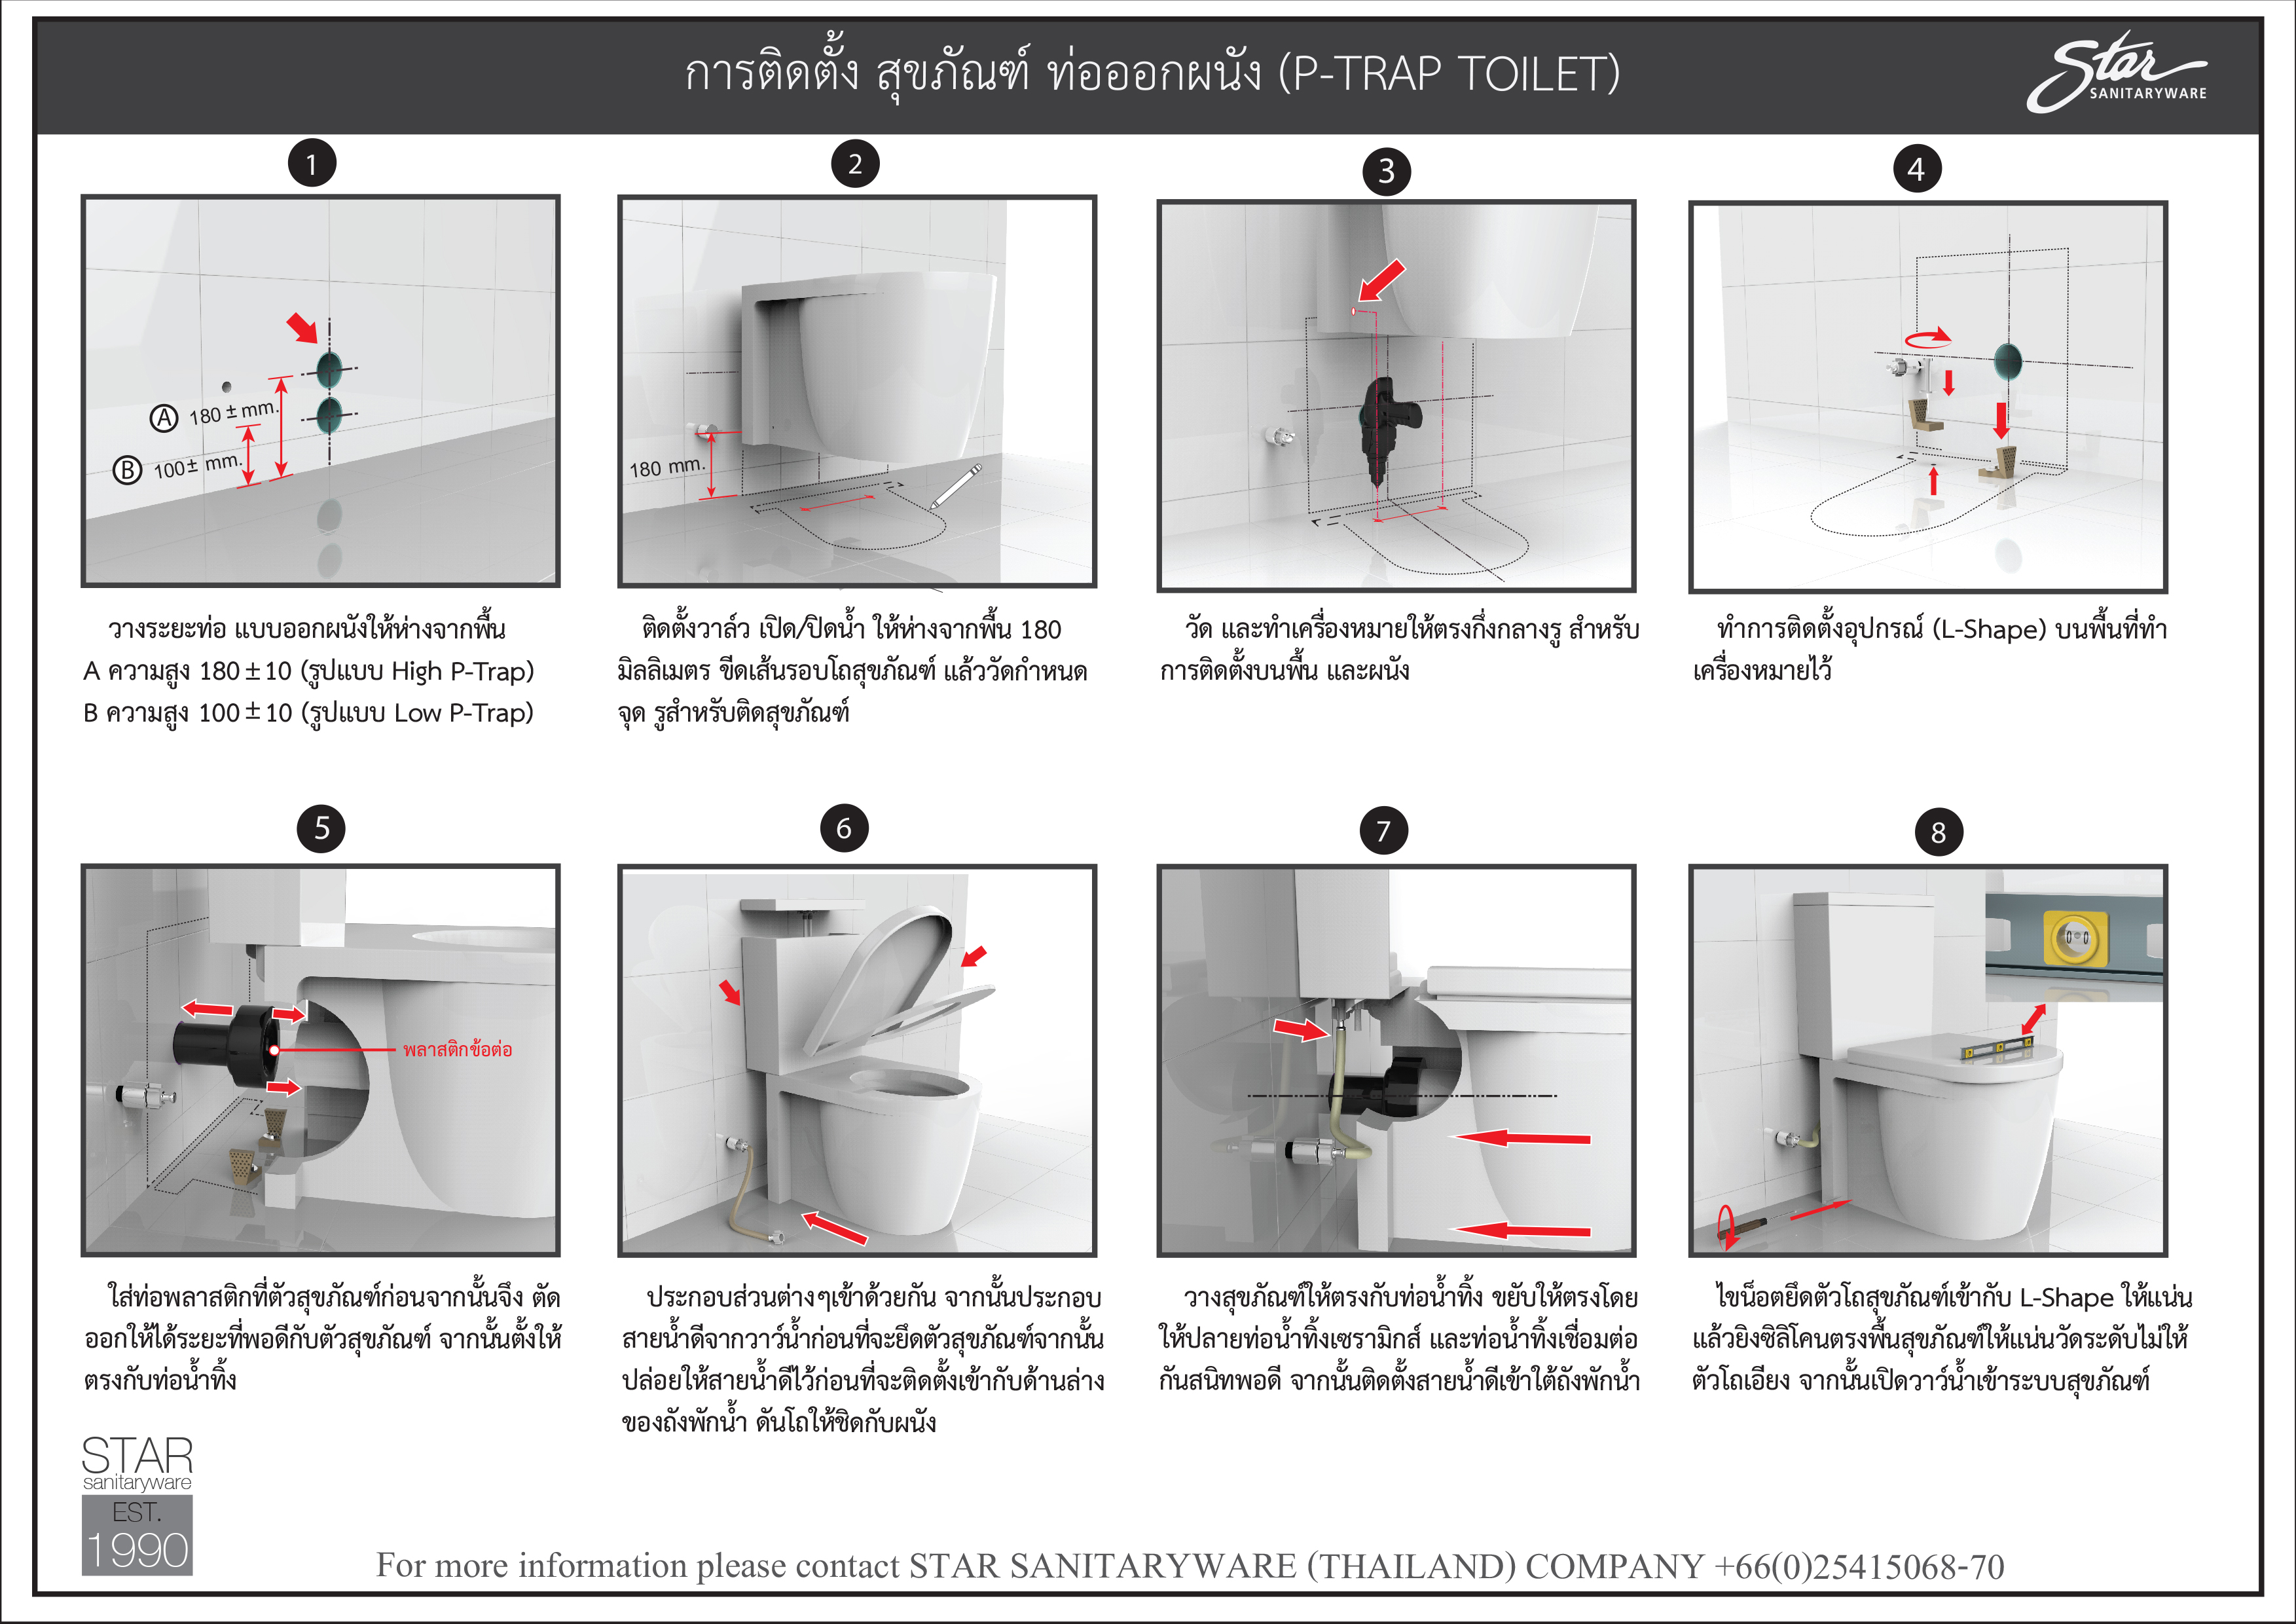 การติดตั้ง สุขภัณฑ์ ท่อออกผนัง (P-TRAP TOILET)
Star
SANITARYWARE
1
2
3
4
A 180 ± mm.
B 100± mm.
180 mm.
วางระยะท่อ แบบออกผนังให้ห่างจากพื้น
A ความสูง 180 ± 10 (รูปแบบ High P-Trap)
B ความสูง 100 ± 10 (รูปแบบ Low P-Trap)
ติดตั้งวาล์ว เปิด/ปิดน้ำ ให้ห่างจากพื้น 180
มิลลิเมตร ขีดเส้นรอบโถสุขภัณฑ์ แล้ววัดกำหนด
จุด รูสำหรับติดสุขภัณฑ์
วัด และทำเครื่องหมายให้ตรงกึ่งกลางรู สำหรับ
การติดตั้งบนพื้น และผนัง
ทำการติดตั้งอุปกรณ์ (L-Shape) บนพื้นที่ทำ
เครื่องหมายไว้
5
6
7
8
พลาสติกข้อต่อ
ใส่ท่อพลาสติกที่ตัวสุขภัณฑ์ก่อนจากนั้นจึง ตัด
ออกให้ได้ระยะที่พอดีกับตัวสุขภัณฑ์ จากนั้นตั้งให้
ตรงกับท่อน้ำทิ้ง
ประกอบส่วนต่างๆเข้าด้วยกัน จากนั้นประกอบ
สายน้ำดีจากวาว์น้ำก่อนที่จะยึดตัวสุขภัณฑ์จากนั้น
ปล่อยให้สายน้ำดีไว้ก่อนที่จะติดตั้งเข้ากับด้านล่าง
ของถังพักน้ำ ดันโถให้ชิดกับผนัง
วางสุขภัณฑ์ให้ตรงกับท่อน้ำทิ้ง ขยับให้ตรงโดย
ให้ปลายท่อน้ำทิ้งเซรามิกส์ และท่อน้ำทิ้งเชื่อมต่อ
กันสนิทพอดี จากนั้นติดตั้งสายน้ำดีเข้าใต้ถังพักน้ำ
ไขน็อตยึดตัวโถสุขภัณฑ์เข้ากับ L-Shape ให้แน่น
แล้วยิงซิลิโคนตรงพื้นสุขภัณฑ์ให้แน่นวัดระดับไม่ให้
ตัวโถเอียง จากนั้นเปิดวาว์น้ำเข้าระบบสุขภัณฑ์
STAR
sanitaryware
EST.
1990
For more information please contact STAR SANITARYWARE (THAILAND) COMPANY +66(0)25415068-70